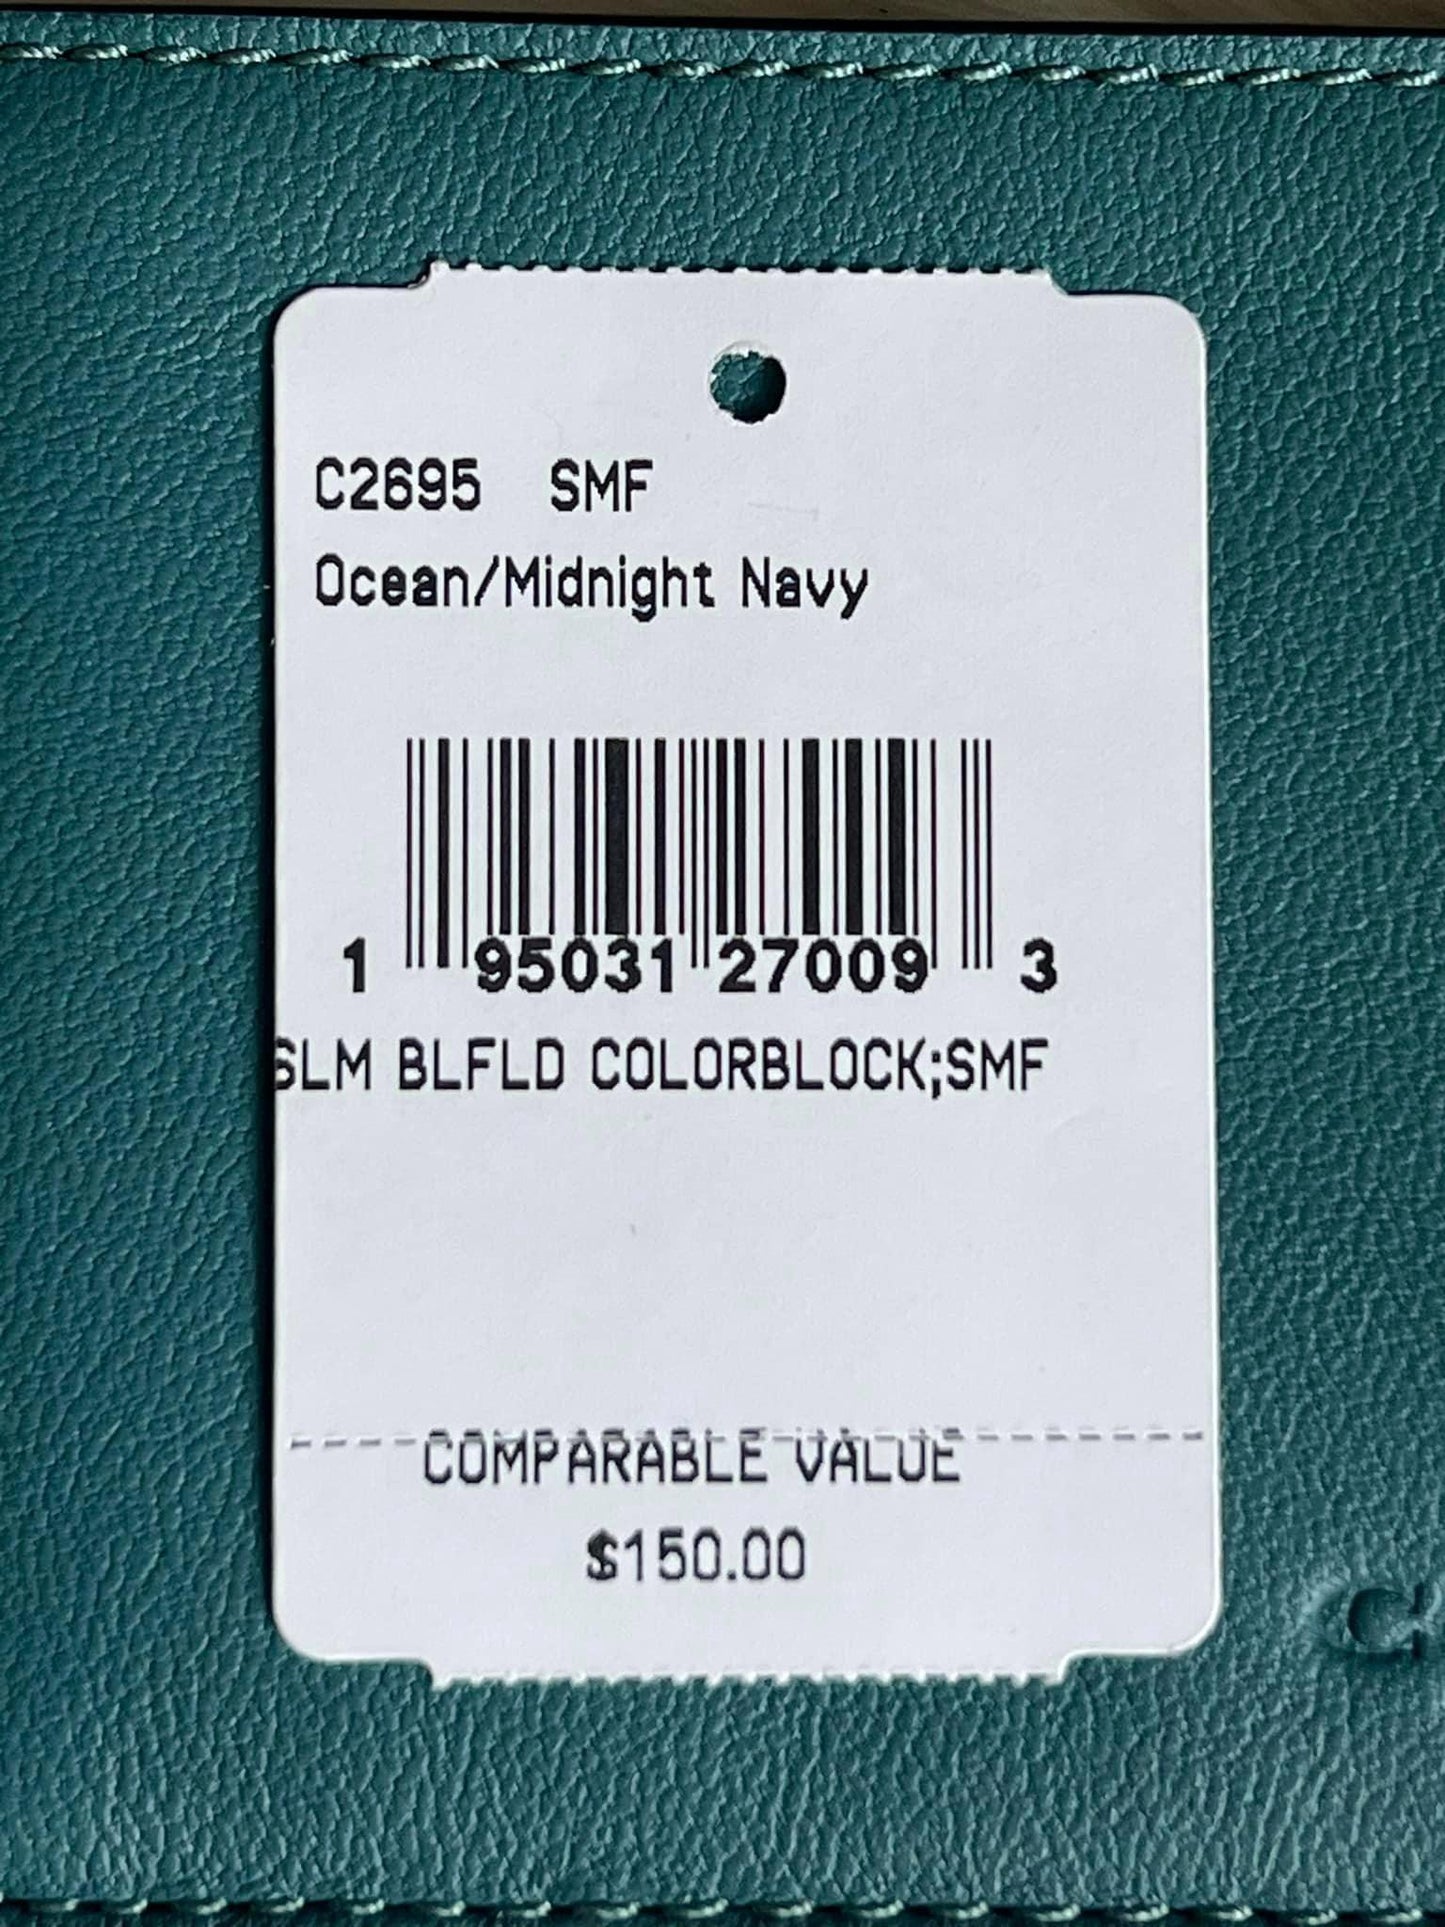 C2695 SMF
Ocean/Midnight Navy
1 95031 27009 3
SLM BLFLD COLORBLOCK;SMF
COMPARABLE VALUE
$150.00
C